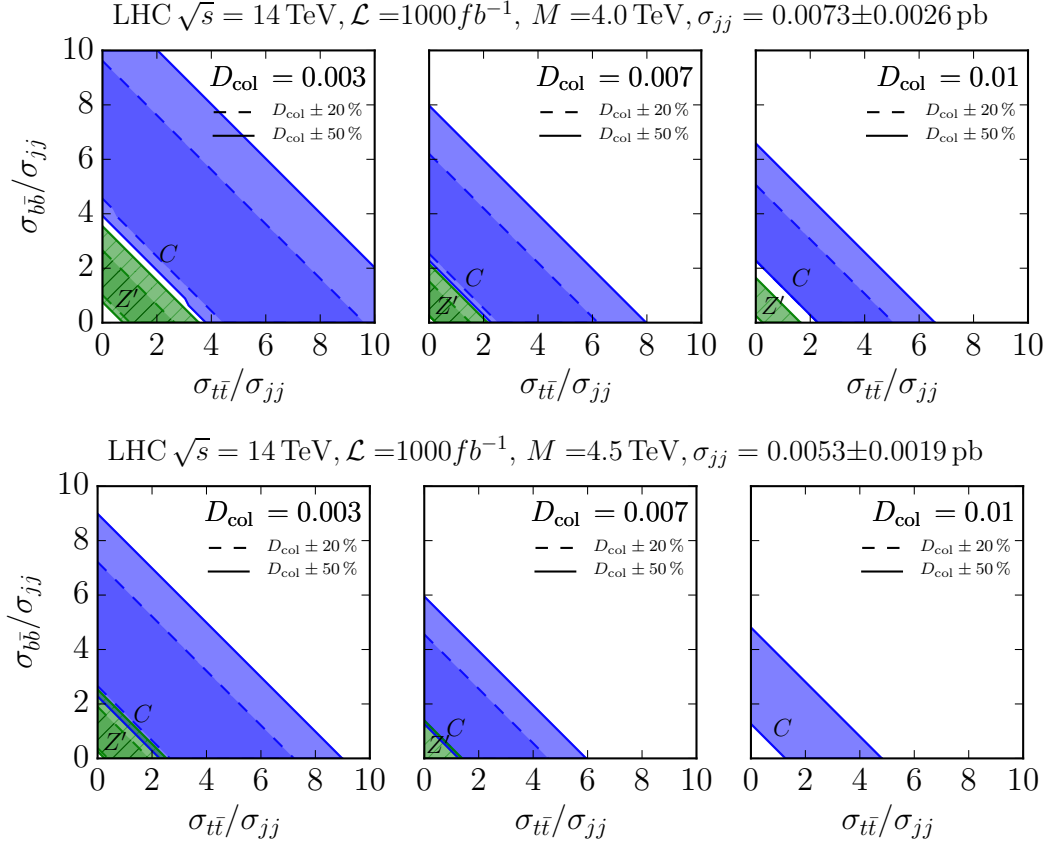 LHC √s = 14 TeV, ℒ =1000fb⁻¹, M =4.0 TeV, σ_jj = 0.0073±0.0026 pb
σ_bb̄/σ_jj
10
8
6
4
2
0
D_col = 0.003
D_col ± 20 %
D_col ± 50 %
C
Z′
0 2 4 6 8 10
σ_tt̄/σ_jj
D_col = 0.007
D_col ± 20 %
D_col ± 50 %
C
Z′
0 2 4 6 8 10
σ_tt̄/σ_jj
D_col = 0.01
D_col ± 20 %
D_col ± 50 %
C
Z′
0 2 4 6 8 10
σ_tt̄/σ_jj
LHC √s = 14 TeV, ℒ =1000fb⁻¹, M =4.5 TeV, σ_jj = 0.0053±0.0019 pb
σ_bb̄/σ_jj
10
8
6
4
2
0
D_col = 0.003
D_col ± 20 %
D_col ± 50 %
C
Z′
0 2 4 6 8 10
σ_tt̄/σ_jj
D_col = 0.007
D_col ± 20 %
D_col ± 50 %
C
Z′
0 2 4 6 8 10
σ_tt̄/σ_jj
D_col = 0.01
D_col ± 20 %
D_col ± 50 %
C
0 2 4 6 8 10
σ_tt̄/σ_jj